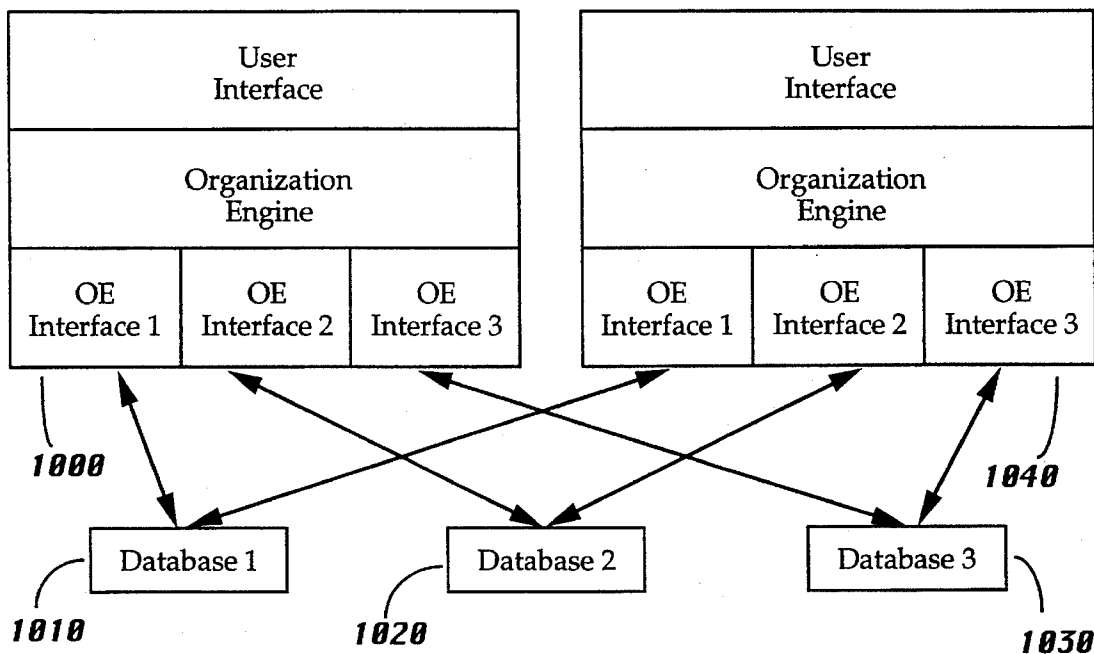 User
Interface
Organization
Engine
OE
Interface 1
OE
Interface 2
OE
Interface 3
User
Interface
Organization
Engine
OE
Interface 1
OE
Interface 2
OE
Interface 3
1000
1040
Database 1
Database 2
Database 3
1010
1020
1030